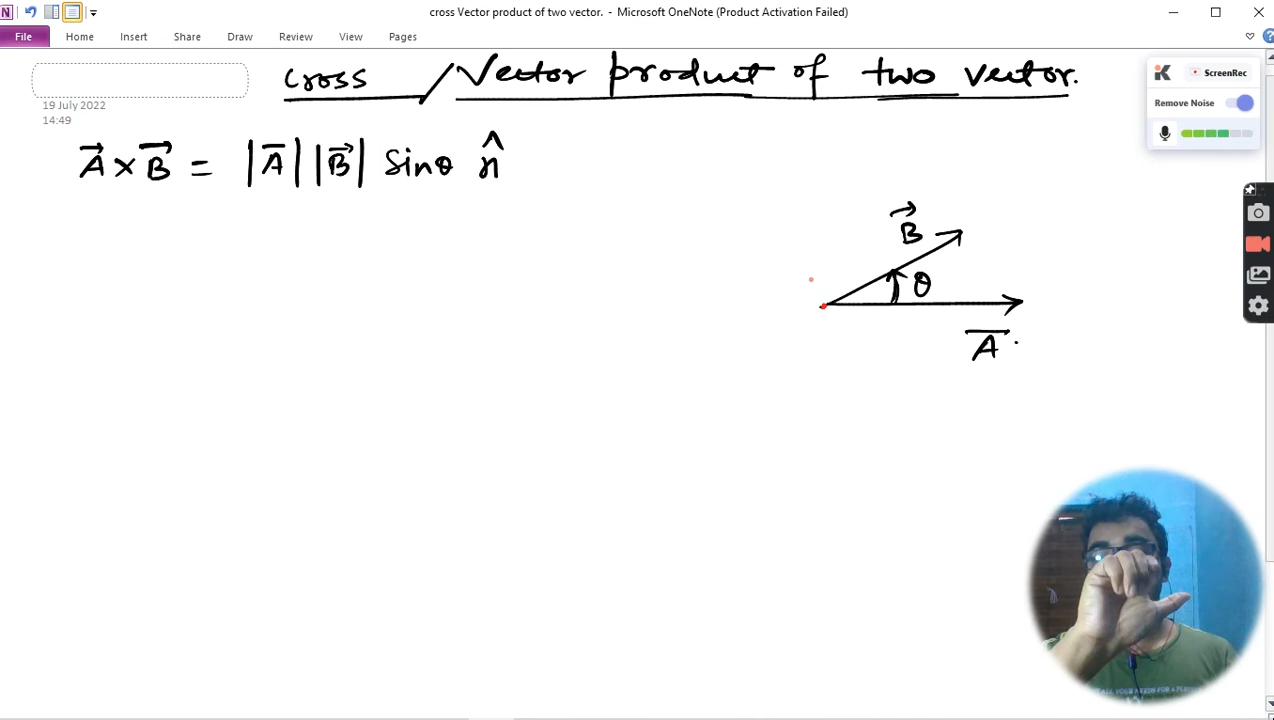 cross Vector product of two vector. - Microsoft OneNote (Product Activation Failed)
File Home Insert Share Draw Review View Pages
cross / Vector product of two vector.
ScreenRec
Remove Noise
19 July 2022
14:49
A⃗ × B⃗ = |A̅| |B⃗| Sinθ n̂
B⃗
θ
A̅